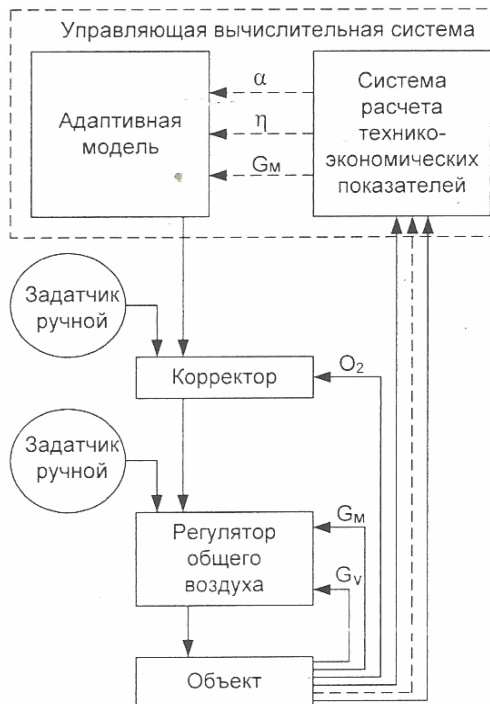 Управляющая вычислительная система
Адаптивная
модель
α
η
Gм
Система
расчета
технико-
экономических
показателей
Задатчик
ручной
Корректор
O₂
Задатчик
ручной
Регулятор
общего
воздуха
Gм
Gv
Объект